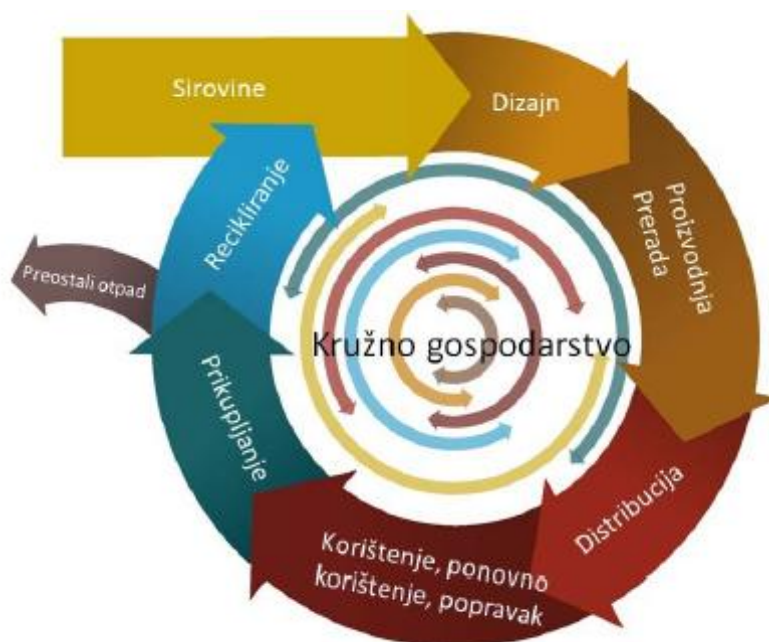 Sirovine
Dizajn
Proizvodnja
Prerada
Distribucija
Korištenje, ponovno
korištenje, popravak
Prikupljanje
Recikliranje
Preostali otpad
Kružno gospodarstvo